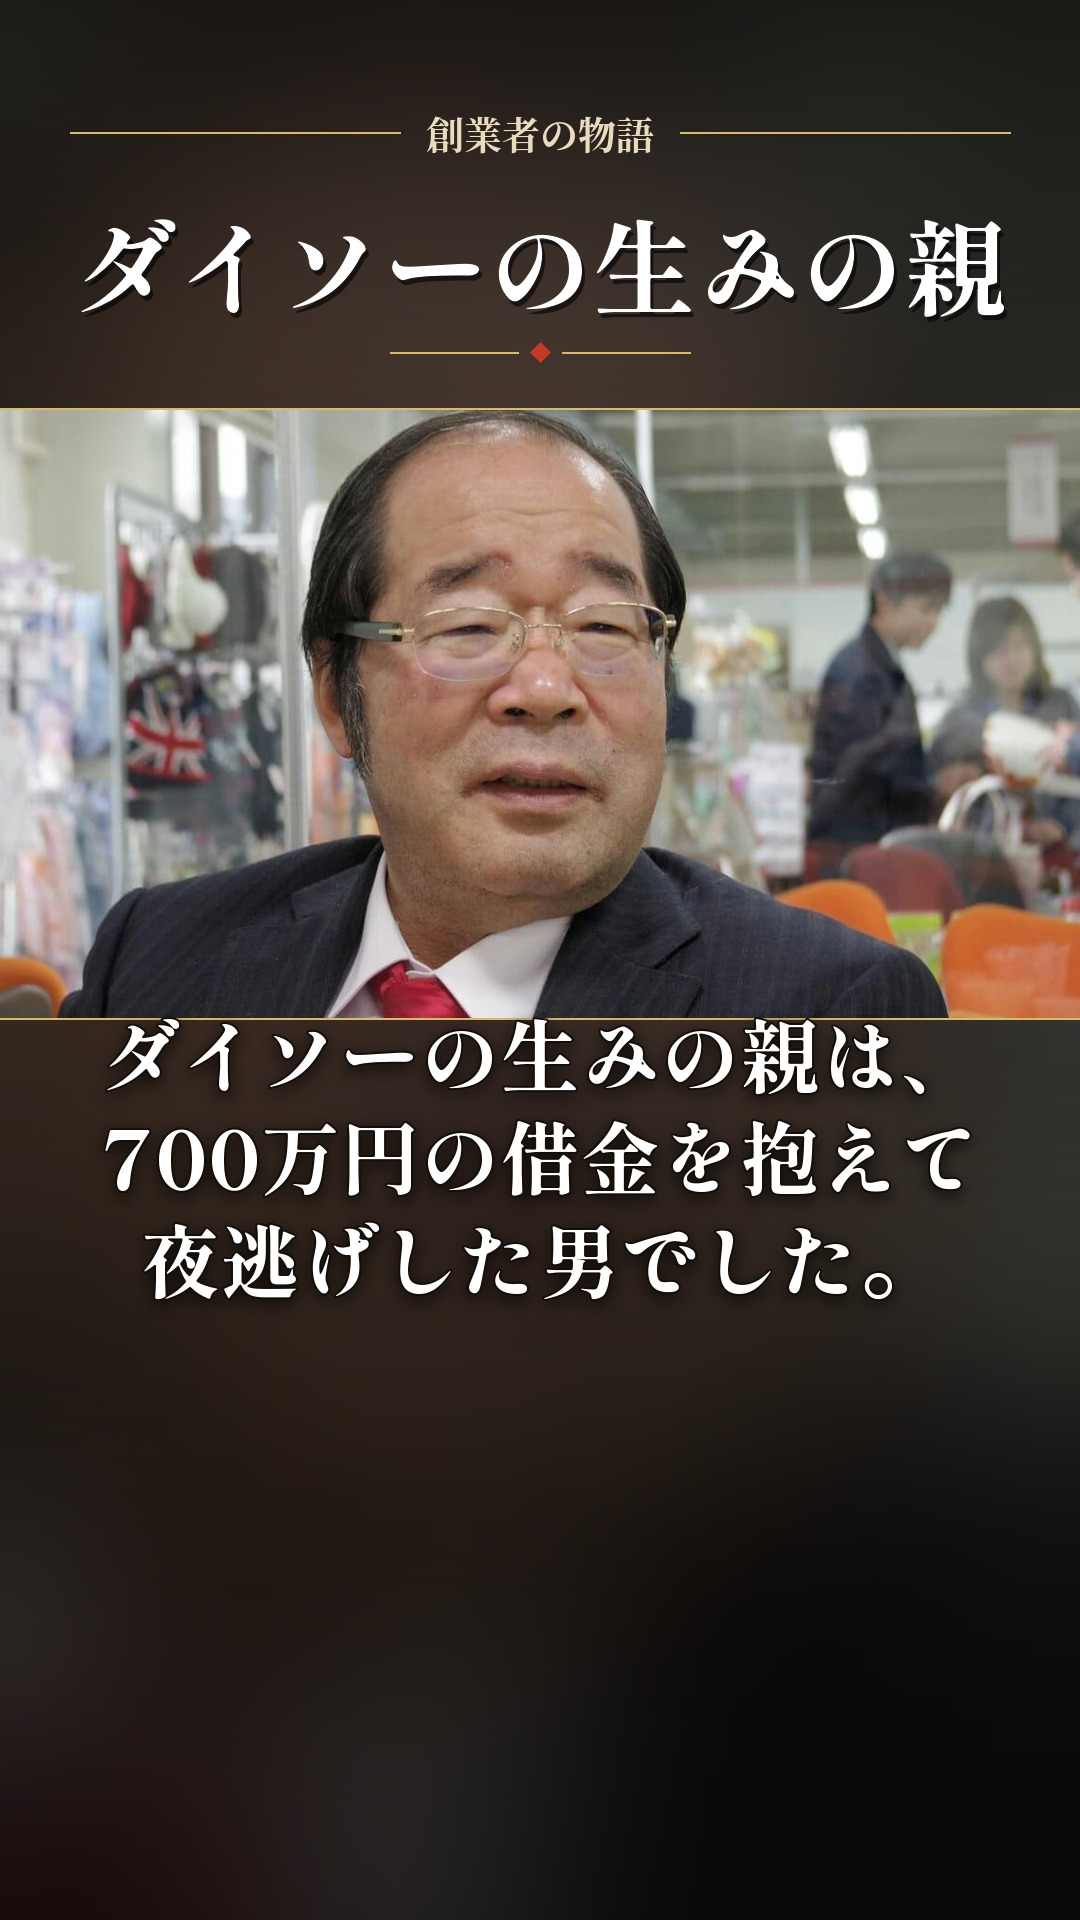 創業者の物語
ダイソーの生みの親
ダイソーの生みの親は、
700万円の借金を抱えて
夜逃げした男でした。